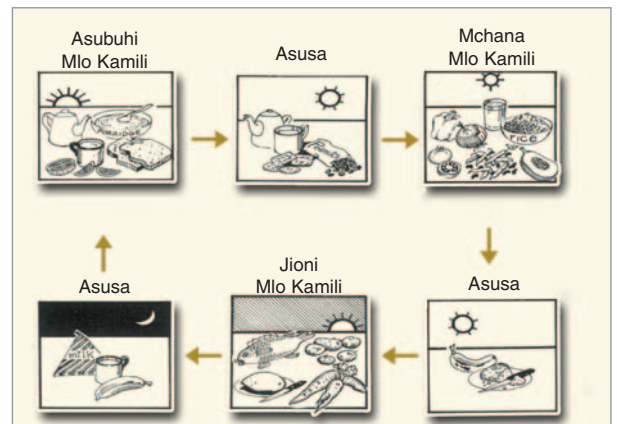 Asubuhi
Mlo Kamili
Asusa
Mchana
Mlo Kamili
PORRIDGE
RICE
Asusa
Jioni
Mlo Kamili
Asusa
milk